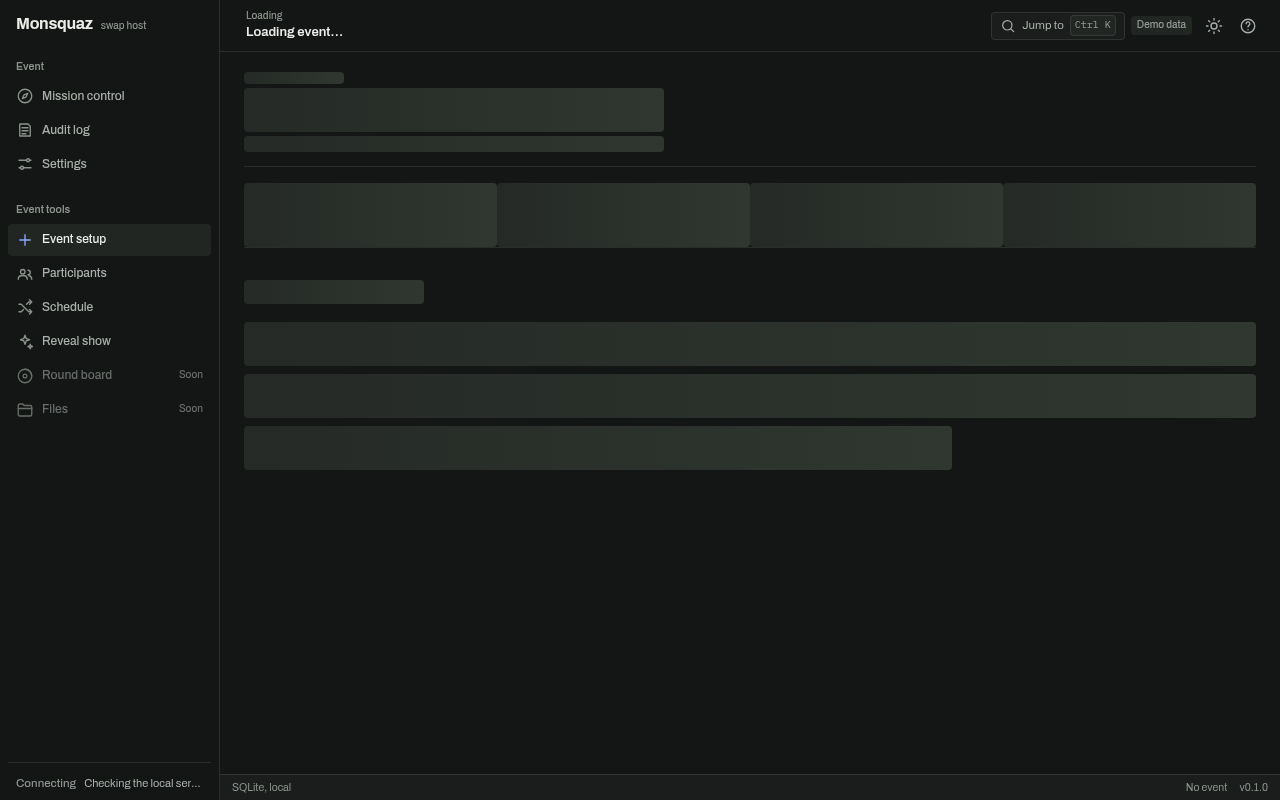 Monsquaz swap host
Event
Mission control
Audit log
Settings
Event tools
Event setup
Participants
Schedule
Reveal show
Round board Soon
Files Soon
Connecting Checking the local ser...
Loading
Loading event...
Jump to Ctrl K
Demo data
SQLite, local
No event v0.1.0